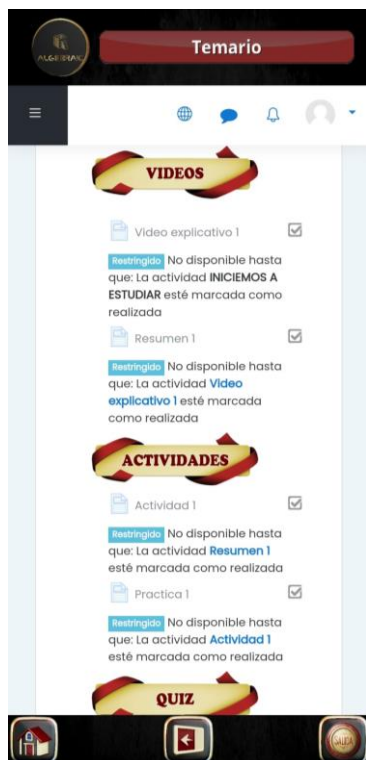 ALGEBRAIC
Temario
VIDEOS
Video explicativo 1
Restringido No disponible hasta
que: La actividad INICIEMOS A
ESTUDIAR esté marcada como
realizada
Resumen 1
Restringido No disponible hasta
que: La actividad Video
explicativo 1 esté marcada
como realizada
ACTIVIDADES
Actividad 1
Restringido No disponible hasta
que: La actividad Resumen 1
esté marcada como realizada
Practica 1
Restringido No disponible hasta
que: La actividad Actividad 1
esté marcada como realizada
QUIZ
SALIDA